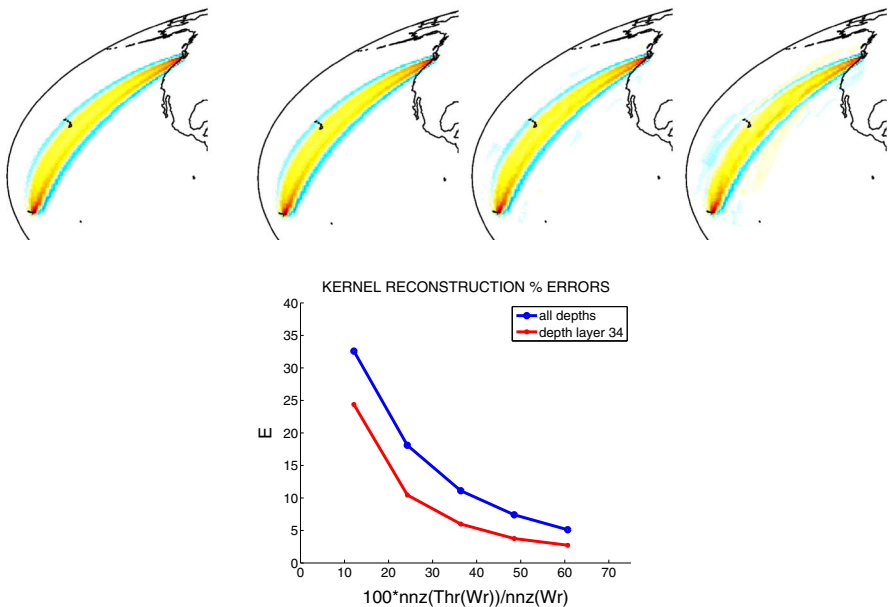 KERNEL RECONSTRUCTION % ERRORS
all depths
depth layer 34
40
35
30
25
20
15
10
5
0
E
0 10 20 30 40 50 60 70
100*nnz(Thr(Wr))/nnz(Wr)